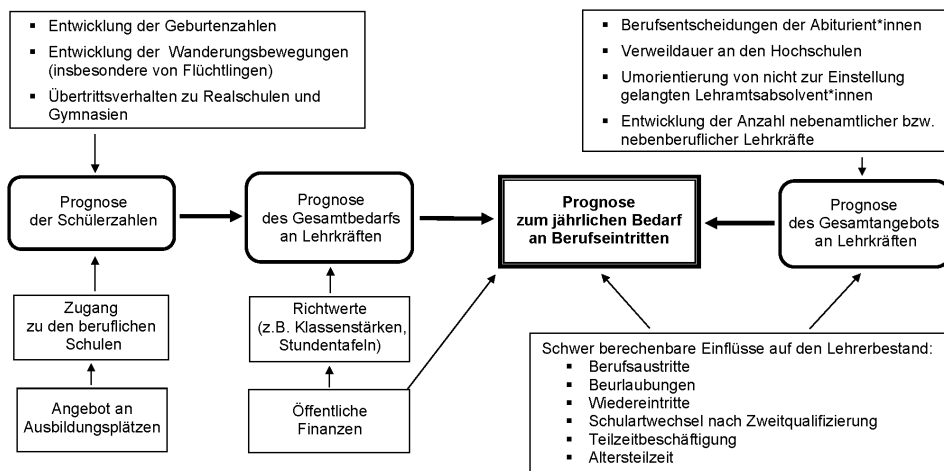 ▪ Entwicklung der Geburtenzahlen
▪ Entwicklung der Wanderungsbewegungen
(insbesondere von Flüchtlingen)
▪ Übertrittsverhalten zu Realschulen und
Gymnasien
▪ Berufsentscheidungen der Abiturient*innen
▪ Verweildauer an den Hochschulen
▪ Umorientierung von nicht zur Einstellung
gelangten Lehramtsabsolvent*innen
▪ Entwicklung der Anzahl nebenamtlicher bzw.
nebenberuflicher Lehrkräfte
Prognose
der Schülerzahlen
Prognose
des Gesamtbedarfs
an Lehrkräften
Prognose
zum jährlichen Bedarf
an Berufseintritten
Prognose
des Gesamtangebots
an Lehrkräften
Zugang
zu den beruflichen
Schulen
Richtwerte
(z.B. Klassenstärken,
Stundentafeln)
Angebot an
Ausbildungsplätzen
Öffentliche
Finanzen
Schwer berechenbare Einflüsse auf den Lehrerbestand:
▪ Berufsaustritte
▪ Beurlaubungen
▪ Wiedereintritte
▪ Schulartwechsel nach Zweitqualifizierung
▪ Teilzeitbeschäftigung
▪ Altersteilzeit